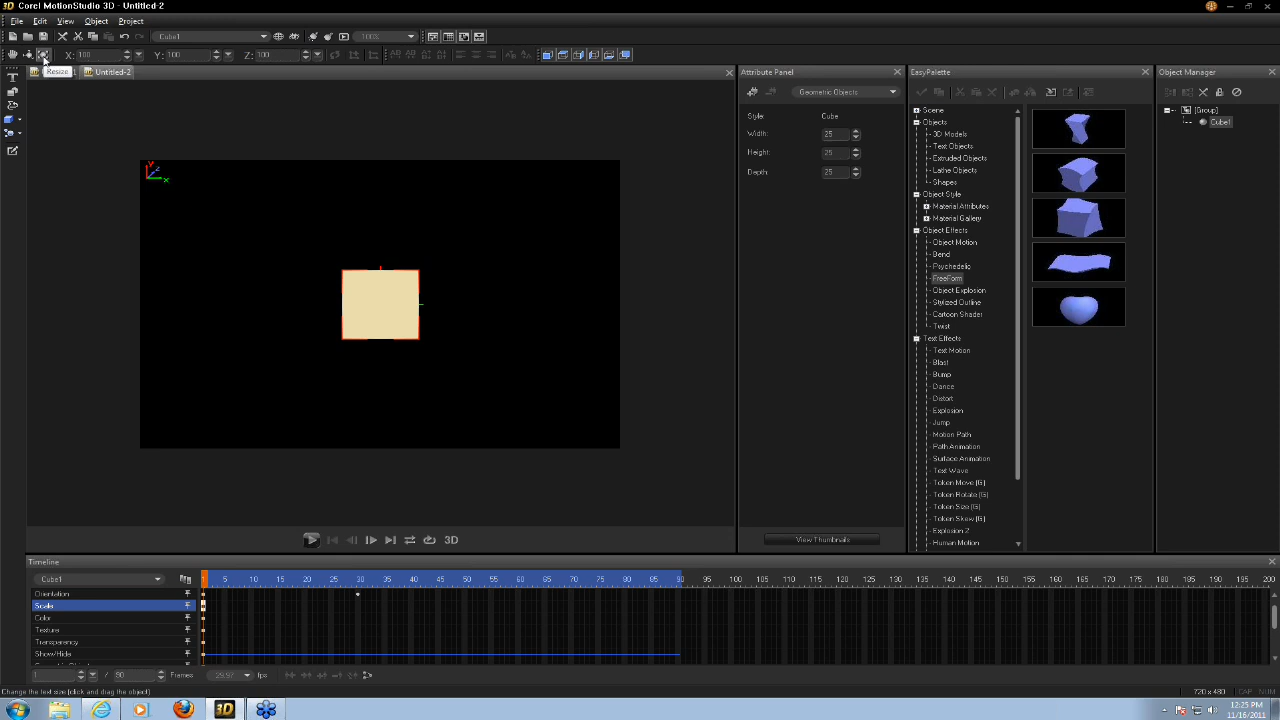 3D Corel MotionStudio 3D - Untitled-2
File Edit View Object Project
Cube1 100%
X: 100 Y: 100 Z: 100
Resize 1 Untitled-2
Attribute Panel
EasyPalette
Object Manager
Geometric Objects
Style: Cube
Width: 25
Height: 25
Depth: 25
View Thumbnails
Scene
Objects
3D Models
Text Objects
Extruded Objects
Lathe Objects
Shapes
Object Style
Material Attributes
Material Gallery
Object Effects
Object Motion
Bend
Psychedelic
FreeForm
Object Explosion
Stylized Outline
Cartoon Shader
Twist
Text Effects
Text Motion
Blast
Bump
Dance
Distort
Explosion
Jump
Motion Path
Path Animation
Surface Animation
Text Wave
Token Move (G)
Token Rotate (G)
Token Size (G)
Token Skew (G)
Explosion 2
Human Motion
[Group]
Cube1
Y
Z
X
3D
Timeline
Cube1 1 5 10 15 20 25 30 35 40 45 50 55 60 65 70 75 80 85 90 95 100 105 110 115 120 125 130 135 140 145 150 155 160 165 170 175 180 185 190 195 200
Orientation
Scale
Color
Texture
Transparency
Show/Hide
1 / 90 Frames 29.97 fps
Change the text size (click and drag the object) 720 x 480 CAP NUM
3D 12:25 PM
11/16/2011